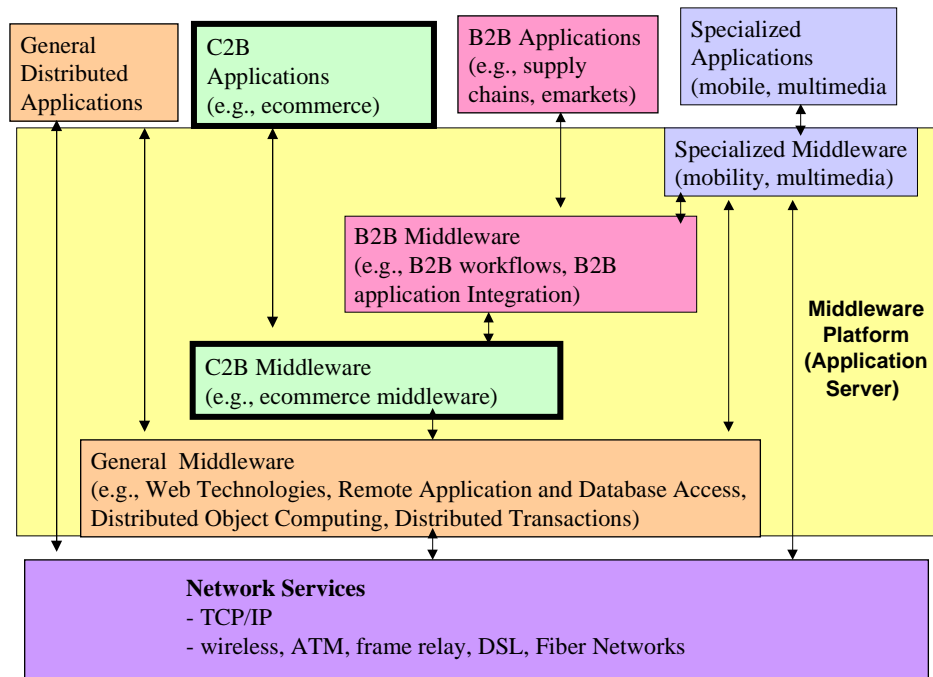 General
Distributed
Applications
C2B
Applications
(e.g., ecommerce)
B2B Applications
(e.g., supply
chains, emarkets)
Specialized
Applications
(mobile, multimedia
Specialized Middleware
(mobility, multimedia)
B2B Middleware
(e.g., B2B workflows, B2B
application Integration)
Middleware
Platform
(Application
Server)
C2B Middleware
(e.g., ecommerce middleware)
General Middleware
(e.g., Web Technologies, Remote Application and Database Access,
Distributed Object Computing, Distributed Transactions)
Network Services
- TCP/IP
- wireless, ATM, frame relay, DSL, Fiber Networks